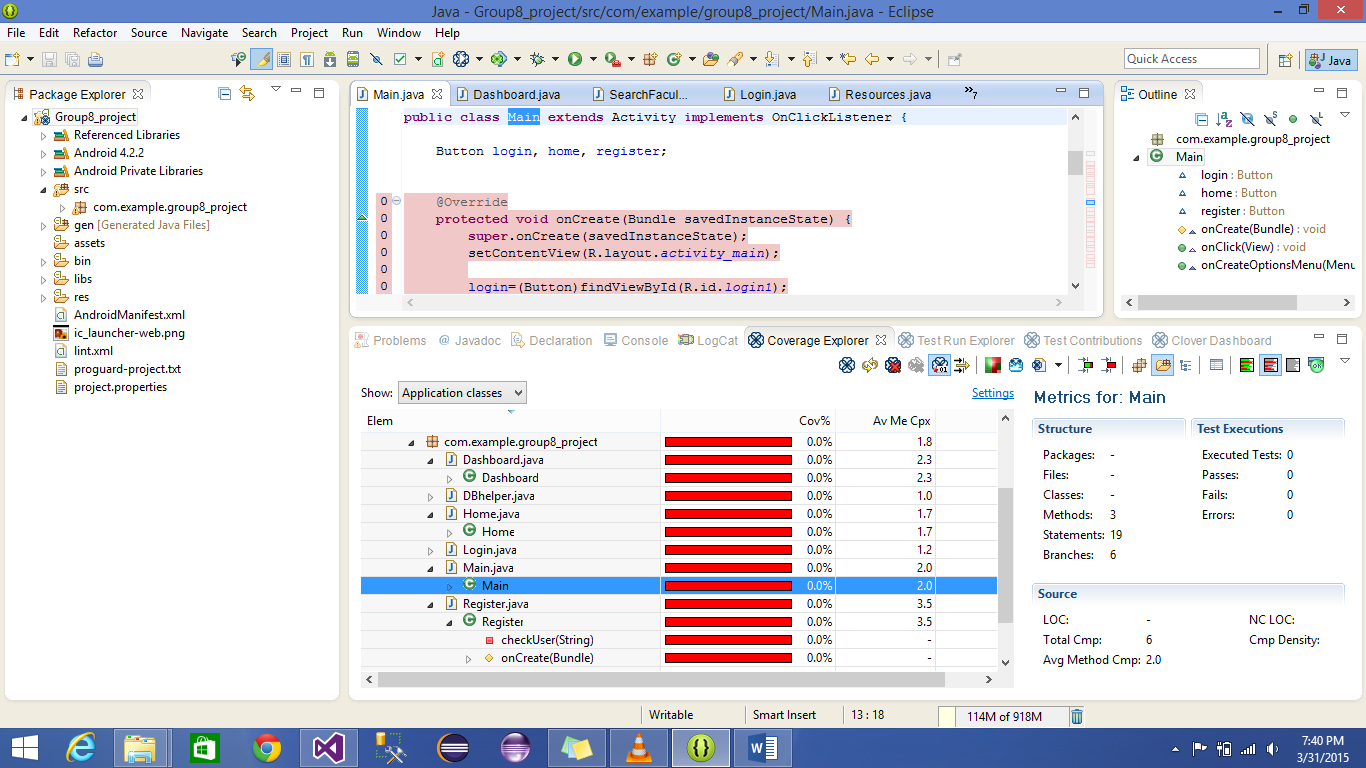 Java - Group8_project/src/com/example/group8_project/Main.java - Eclipse
File Edit Refactor Source Navigate Search Project Run Window Help
Quick Access
Java
Package Explorer
Group8_project
Referenced Libraries
Android 4.2.2
Android Private Libraries
src
com.example.group8_project
gen [Generated Java Files]
assets
bin
libs
res
AndroidManifest.xml
ic_launcher-web.png
lint.xml
proguard-project.txt
project.properties
Main.java Dashboard.java SearchFacul... Login.java Resources.java »7
public class Main extends Activity implements OnClickListener {
Button login, home, register;
0 @Override
0 protected void onCreate(Bundle savedInstanceState) {
0 super.onCreate(savedInstanceState);
0 setContentView(R.layout.activity_main);
0
0 login=(Button)findViewById(R.id.login1);
Outline
com.example.group8_project
Main
login : Button
home : Button
register : Button
onCreate(Bundle) : void
onClick(View) : void
onCreateOptionsMenu(Menu
Problems @ Javadoc Declaration Console LogCat Coverage Explorer Test Run Explorer Test Contributions Clover Dashboard
Show: Application classes Settings
Elem Cov% Av Me Cpx
com.example.group8_project 0.0% 1.8
Dashboard.java 0.0% 2.3
Dashboard 0.0% 2.3
DBhelper.java 0.0% 1.0
Home.java 0.0% 1.7
Home 0.0% 1.7
Login.java 0.0% 1.2
Main.java 0.0% 2.0
Main 0.0% 2.0
Register.java 0.0% 3.5
Register 0.0% 3.5
checkUser(String) 0.0% -
onCreate(Bundle) 0.0% -
Metrics for: Main
Structure
Packages: -
Files: -
Classes: -
Methods: 3
Statements: 19
Branches: 6
Test Executions
Executed Tests: 0
Passes: 0
Fails: 0
Errors: 0
Source
LOC: - NC LOC:
Total Cmp: 6 Cmp Density:
Avg Method Cmp: 2.0
Writable Smart Insert 13 : 18 114M of 918M
7:40 PM
3/31/2015